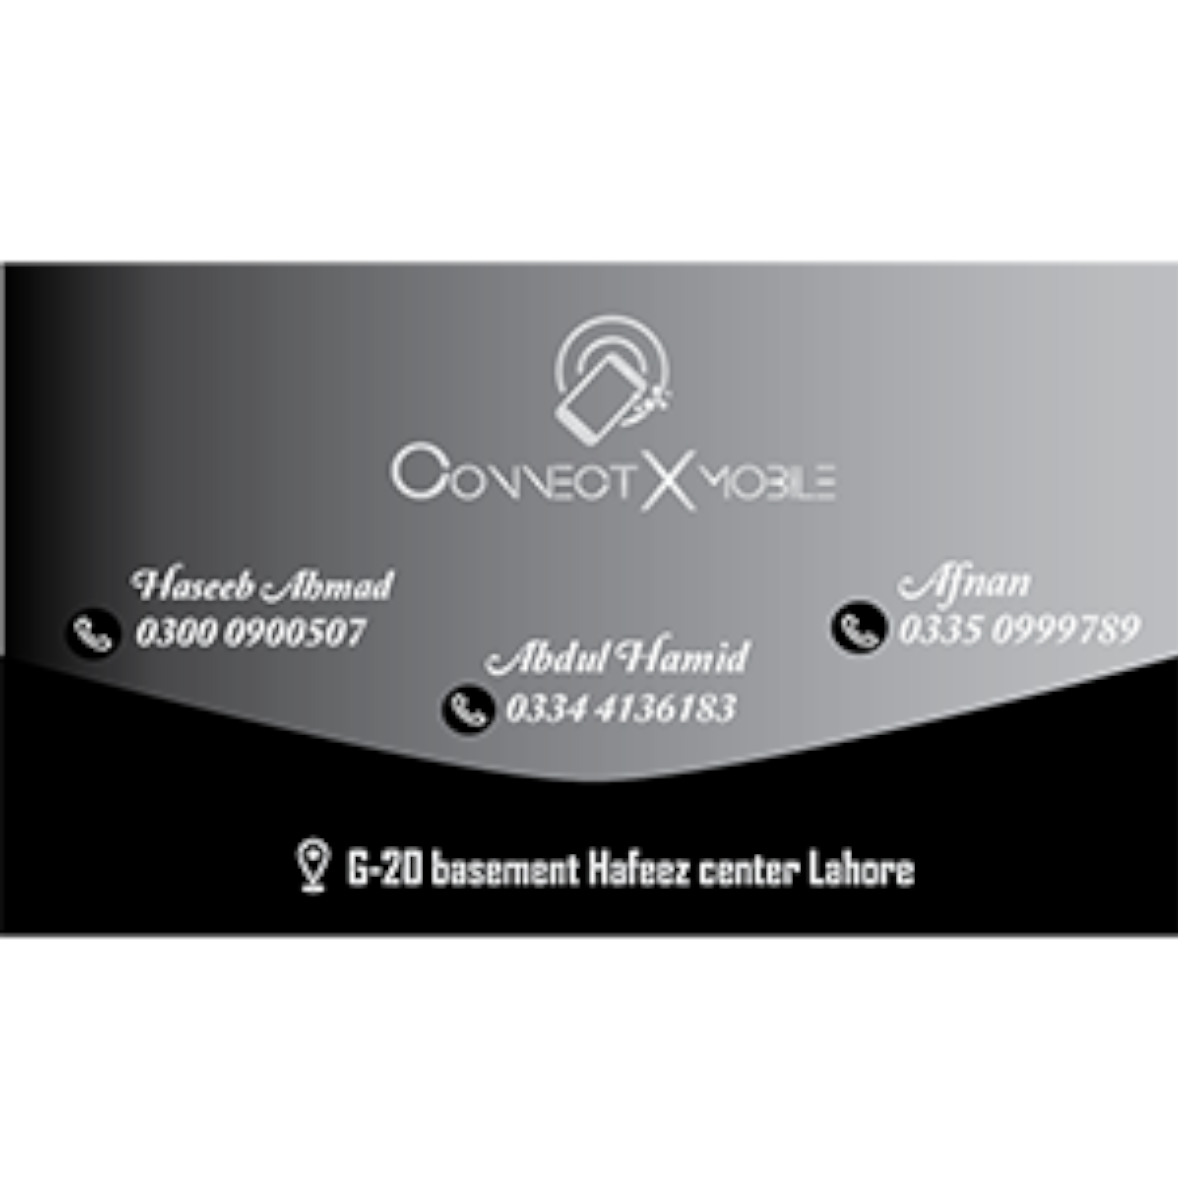 Connect X Mobile
Haseeb Ahmad
0300 0900507
Afnan
0335 0999789
Abdul Hamid
0334 4136183
G-20 basement Hafeez center Lahore